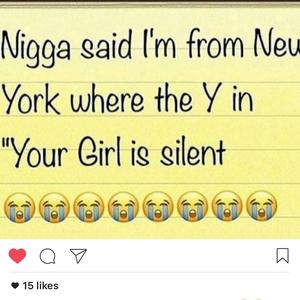 Nigga said I'm from New
York where the Y in
"Your Girl is silent
😭😭😭😭😭😭😭😭
15 likes